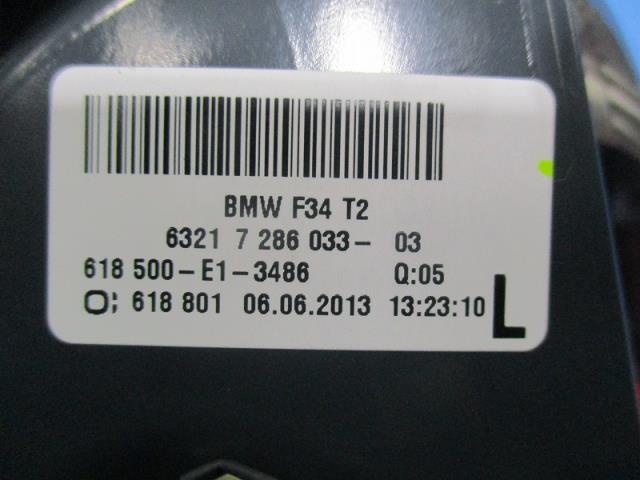 BMW F34 T2
6321 7 286 033- 03
618 500-E1-3486 Q:05
O; 618 801 06.06.2013 13:23:10 L